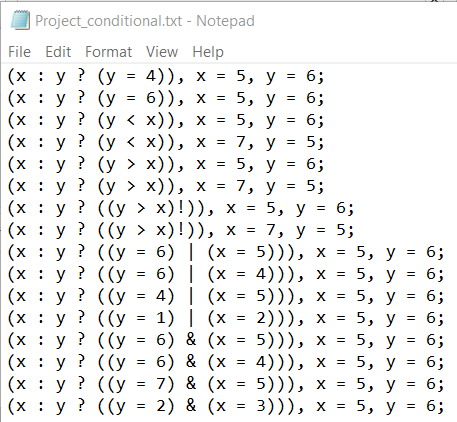 Project_conditional.txt - Notepad
File Edit Format View Help
(x : y ? (y = 4)), x = 5, y = 6;
(x : y ? (y = 6)), x = 5, y = 6;
(x : y ? (y < x)), x = 5, y = 6;
(x : y ? (y < x)), x = 7, y = 5;
(x : y ? (y > x)), x = 5, y = 6;
(x : y ? (y > x)), x = 7, y = 5;
(x : y ? ((y > x)!)), x = 5, y = 6;
(x : y ? ((y > x)!)), x = 7, y = 5;
(x : y ? ((y = 6) | (x = 5))), x = 5, y = 6;
(x : y ? ((y = 6) | (x = 4))), x = 5, y = 6;
(x : y ? ((y = 4) | (x = 5))), x = 5, y = 6;
(x : y ? ((y = 1) | (x = 2))), x = 5, y = 6;
(x : y ? ((y = 6) & (x = 5))), x = 5, y = 6;
(x : y ? ((y = 6) & (x = 4))), x = 5, y = 6;
(x : y ? ((y = 7) & (x = 5))), x = 5, y = 6;
(x : y ? ((y = 2) & (x = 3))), x = 5, y = 6;